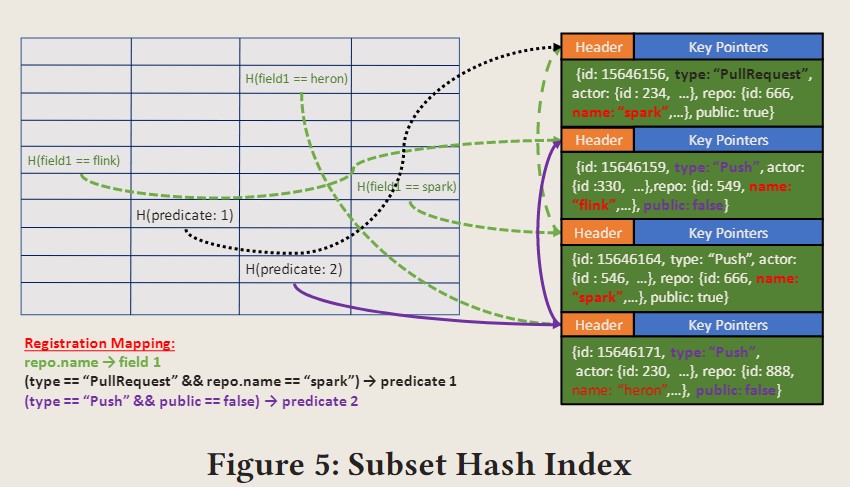 H(field1 == heron)
H(field1 == flink)
H(field1 == spark)
H(predicate: 1)
H(predicate: 2)
Registration Mapping:
repo.name → field 1
(type == “PullRequest” && repo.name == “spark”) → predicate 1
(type == “Push” && public == false) → predicate 2
Header Key Pointers
{id: 15646156, type: “PullRequest”,
actor: {id : 234, ...}, repo: {id: 666,
name: “spark”,...}, public: true}
Header Key Pointers
{id: 15646159, type: “Push”, actor:
{id :330, ...},repo: {id: 549, name:
“flink”,...}, public: false}
Header Key Pointers
{id: 15646164, type: “Push”, actor:
{id : 546, ...}, repo: {id: 666, name:
“spark”,...}, public: true}
Header Key Pointers
{id: 15646171, type: “Push”,
actor: {id: 230, ...}, repo: {id: 888,
name: “heron”,...}, public: false}
Figure 5: Subset Hash Index